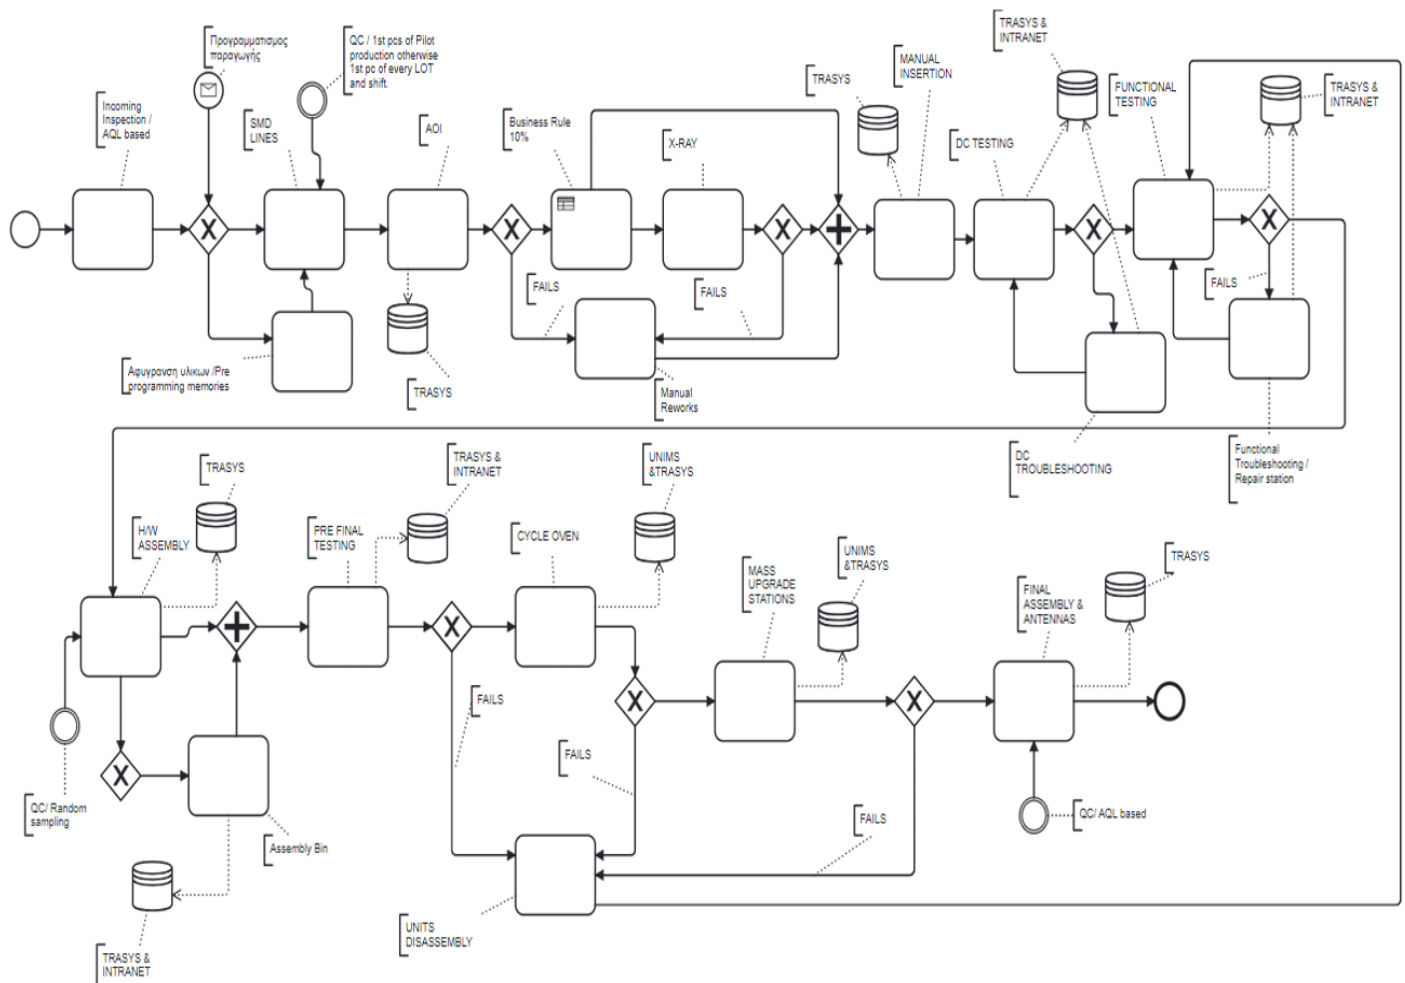 Προγραμματισμος
παραγωγής
QC / 1st pcs of Pilot
production otherwise
1st pc of every LOT
and shift.
TRASYS &
INTRANET
MANUAL
INSERTION
TRASYS
FUNCTIONAL
TESTING
TRASYS &
INTRANET
Incoming
Inspection /
AQL based
SMD
LINES
AOI
Business Rule
10%
X-RAY
DC TESTING
X
X
X
X
X
FAILS
FAILS
FAILS
Αφυγρανση υλικων /Pre
programming memories
TRASYS
Manual
Reworks
DC
TROUBLESHOOTING
Functional
Troubleshooting /
Repair station
TRASYS
TRASYS &
INTRANET
UNIMS
&TRASYS
H/W
ASSEMBLY
PRE FINAL
TESTING
CYCLE OVEN
MASS
UPGRADE
STATIONS
UNIMS
&TRASYS
FINAL
ASSEMBLY &
ANTENNAS
TRASYS
X
X
X
X
FAILS
FAILS
FAILS
QC/ Random
sampling
Assembly Bin
QC/ AQL based
UNITS
DISASSEMBLY
TRASYS &
INTRANET